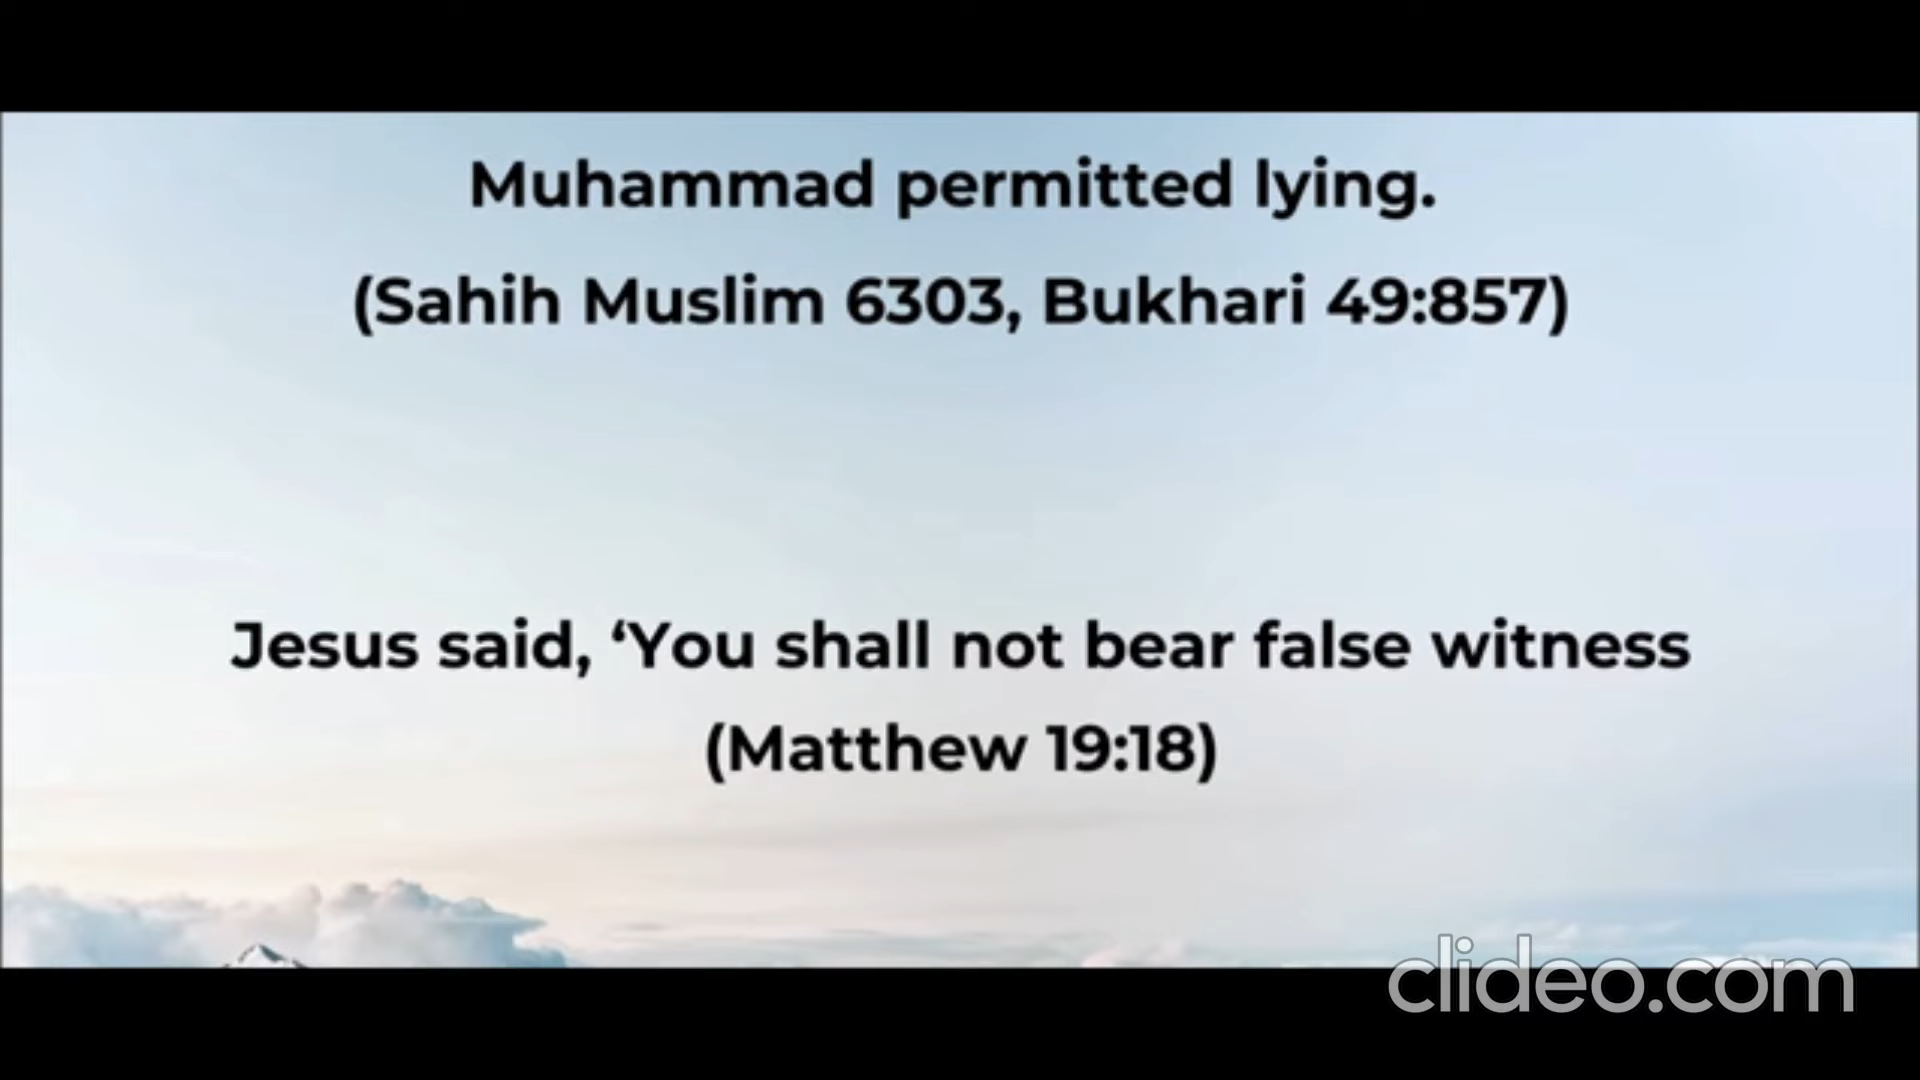 Muhammad permitted lying.
(Sahih Muslim 6303, Bukhari 49:857)
Jesus said, ‘You shall not bear false witness
(Matthew 19:18)
clideo.com